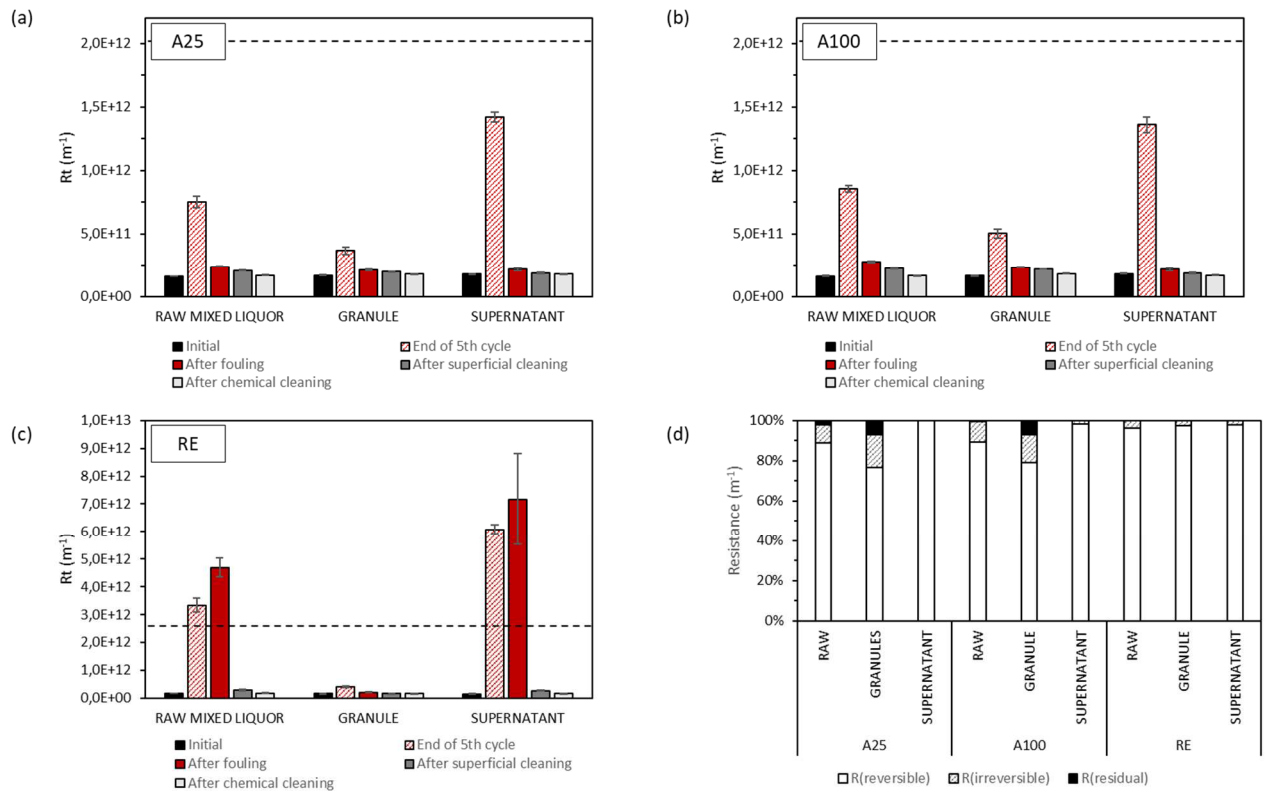 (a)
A25
2,0E+12
1,5E+12
1,0E+12
5,0E+11
0,0E+00
Rt (m-1)
RAW MIXED LIQUOR GRANULE SUPERNATANT
Initial End of 5th cycle
After fouling After superficial cleaning
After chemical cleaning
(b)
A100
2,0E+12
1,5E+12
1,0E+12
5,0E+11
0,0E+00
Rt (m-1)
RAW MIXED LIQUOR GRANULE SUPERNATANT
Initial End of 5th cycle
After fouling After superficial cleaning
After chemical cleaning
(c)
RE
1,0E+13
9,0E+12
8,0E+12
7,0E+12
6,0E+12
5,0E+12
4,0E+12
3,0E+12
2,0E+12
1,0E+12
0,0E+00
Rt (m-1)
RAW MIXED LIQUOR GRANULE SUPERNATANT
Initial End of 5th cycle
After fouling After superficial cleaning
After chemical cleaning
(d)
100%
80%
60%
40%
20%
0%
Resistance (m-1)
RAW
GRANULES
SUPERNATANT
RAW
GRANULE
SUPERNATANT
RAW
GRANULE
SUPERNATANT
A25 A100 RE
R(reversible) R(irreversible) R(residual)